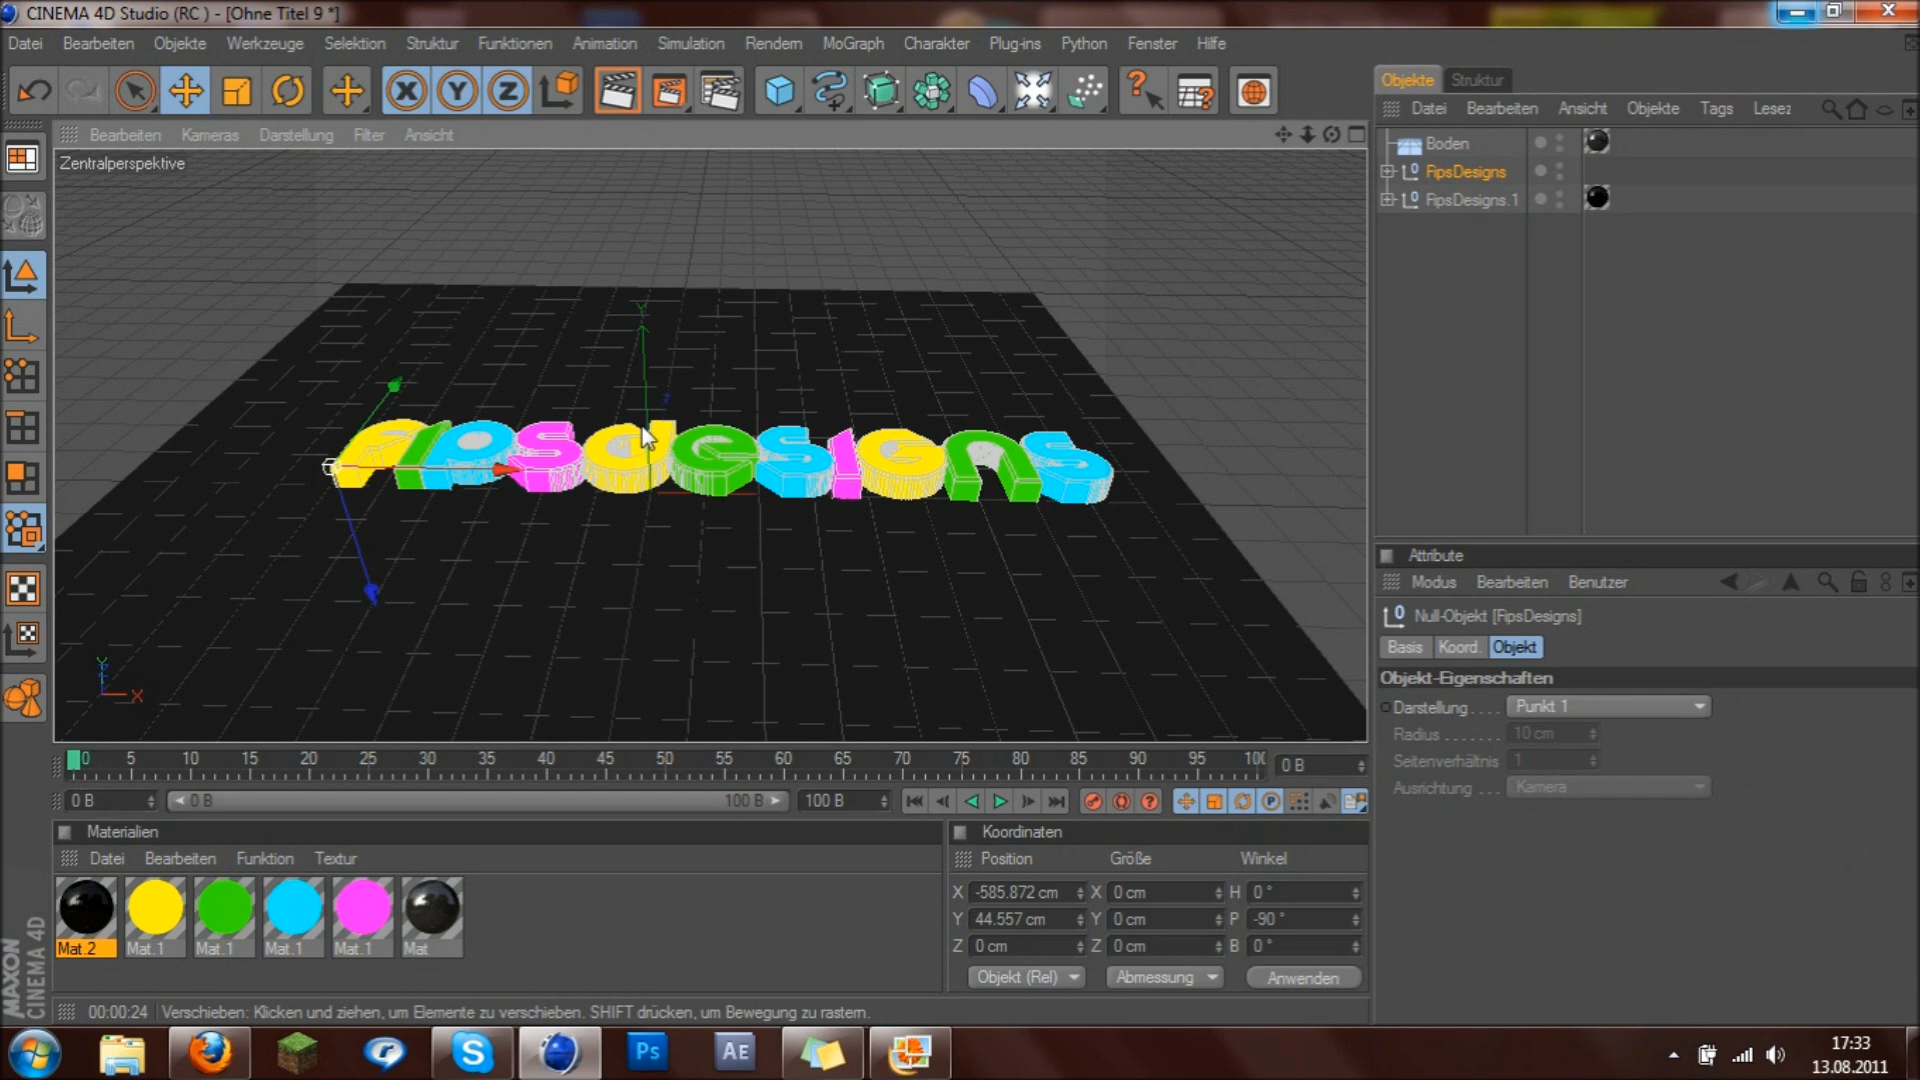 CINEMA 4D Studio (RC ) - [Ohne Titel 9 *]
Datei Bearbeiten Objekte Werkzeuge Selektion Struktur Funktionen Animation Simulation Rendern MoGraph Charakter Plug-ins Python Fenster Hilfe
Objekte Struktur
Datei Bearbeiten Ansicht Objekte Tags Lesez
Bearbeiten Kameras Darstellung Filter Ansicht
Zentralperspektive
Boden
FipsDesigns
FipsDesigns.1
Fipsdesigns
Y
Y
X
Attribute
Modus Bearbeiten Benutzer
Null-Objekt [FipsDesigns]
Basis Koord. Objekt
Objekt-Eigenschaften
Darstellung . . . . Punkt 1
Radius . . . . . . . 10 cm
Seitenverhältnis 1
Ausrichtung . . . Kamera
0 5 10 15 20 25 30 35 40 45 50 55 60 65 70 75 80 85 90 95 100 0 B
0 B 0 B 100 B 100 B
Materialien
Datei Bearbeiten Funktion Textur
Mat.2 Mat.1 Mat.1 Mat.1 Mat.1 Mat
Koordinaten
Position Größe Winkel
X -585.872 cm X 0 cm H 0 °
Y 44.557 cm Y 0 cm P -90 °
Z 0 cm Z 0 cm B 0 °
Objekt (Rel) Abmessung Anwenden
MAXON
CINEMA 4D
00:00:24 Verschieben: Klicken und ziehen, um Elemente zu verschieben. SHIFT drücken, um Bewegung zu rastern.
Ps AE
17:33
13.08.2011